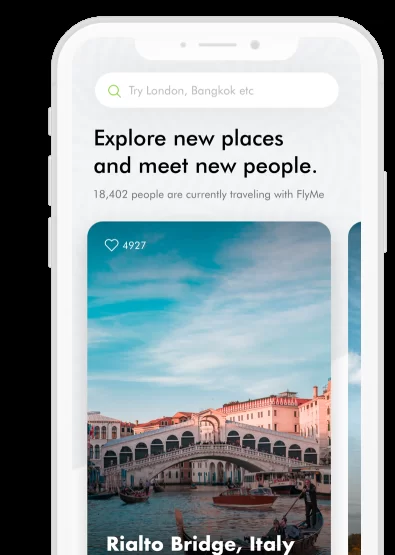 Try London, Bangkok etc
Explore new places
and meet new people.
18,402 people are currently traveling with FlyMe
4927
Rialto Bridge, Italy